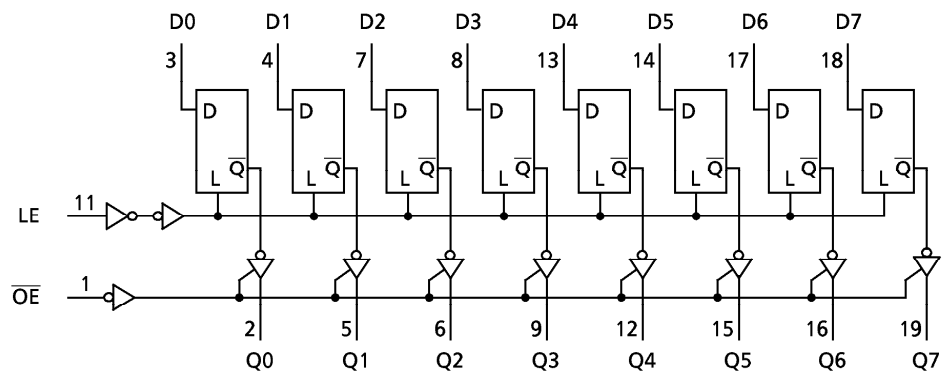 D0 D1 D2 D3 D4 D5 D6 D7
3 4 7 8 13 14 17 18
D D D D D D D D
Q̅ Q̅ Q̅ Q̅ Q̅ Q̅ Q̅ Q̅
L L L L L L L L
LE 11
O̅E̅ 1
2 5 6 9 12 15 16 19
Q0 Q1 Q2 Q3 Q4 Q5 Q6 Q7